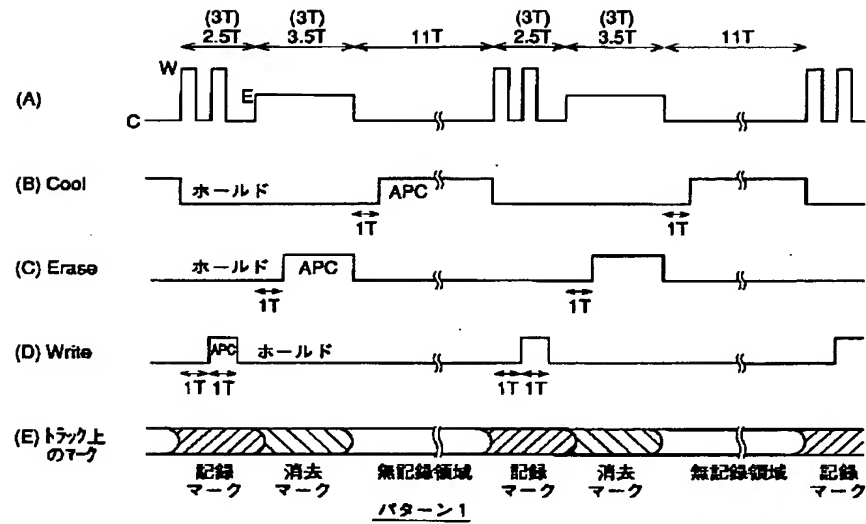 (3T) (3T) (3T) (3T)
2.5T 3.5T 11T 2.5T 3.5T 11T
(A) W E C
(B) Cool ホールド APC
1T 1T
(C) Erase ホールド APC
1T 1T
(D) Write APC ホールド
1T 1T 1T 1T
(E) トラック上
のマーク
記録 消去 無記録領域 記録 消去 無記録領域 記録
マーク マーク マーク マーク マーク
パターン1